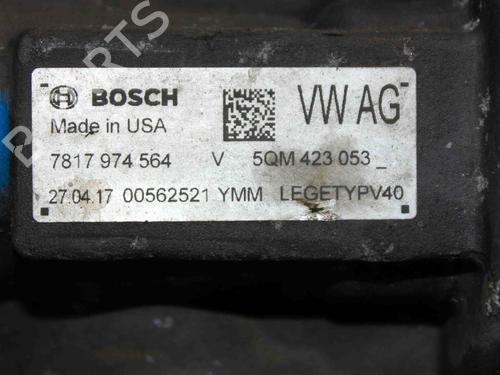 BOSCH
VW AG
Made in USA
7817 974 564 V 5QM 423 053 _
27.04.17 00562521 YMM LEGETYPV40